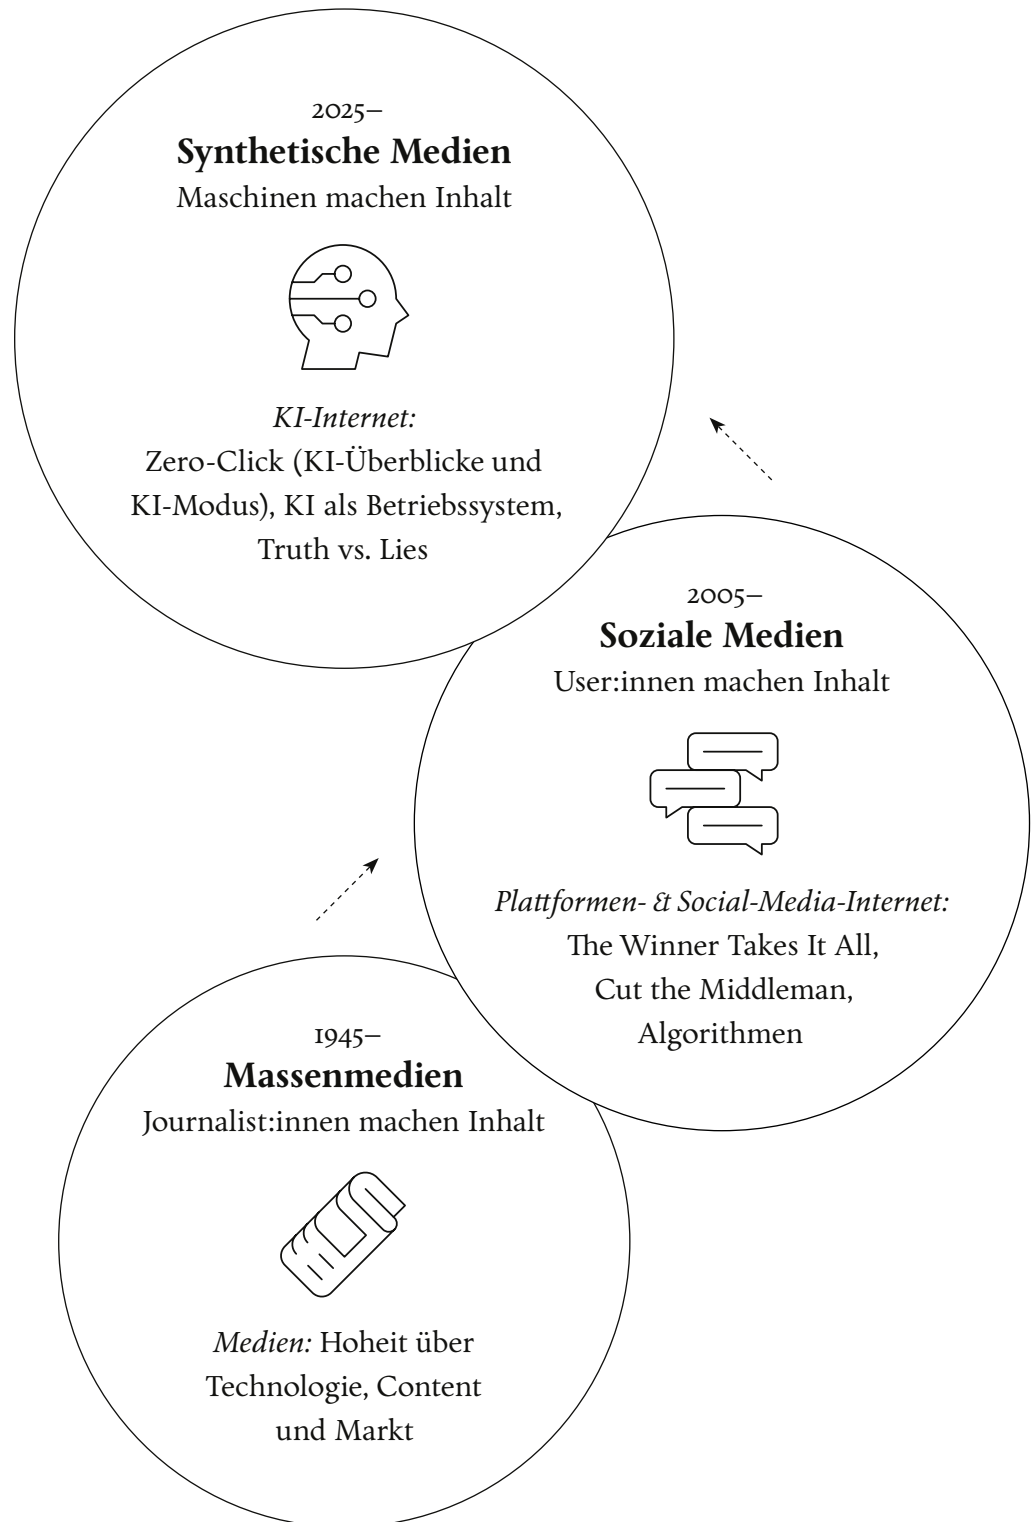 2025–
Synthetische Medien
Maschinen machen Inhalt
KI-Internet:
Zero-Click (KI-Überblicke und
KI-Modus), KI als Betriebssystem,
Truth vs. Lies
2005–
Soziale Medien
User:innen machen Inhalt
Plattformen- & Social-Media-Internet:
The Winner Takes It All,
Cut the Middleman,
Algorithmen
1945–
Massenmedien
Journalist:innen machen Inhalt
Medien: Hoheit über
Technologie, Content
und Markt